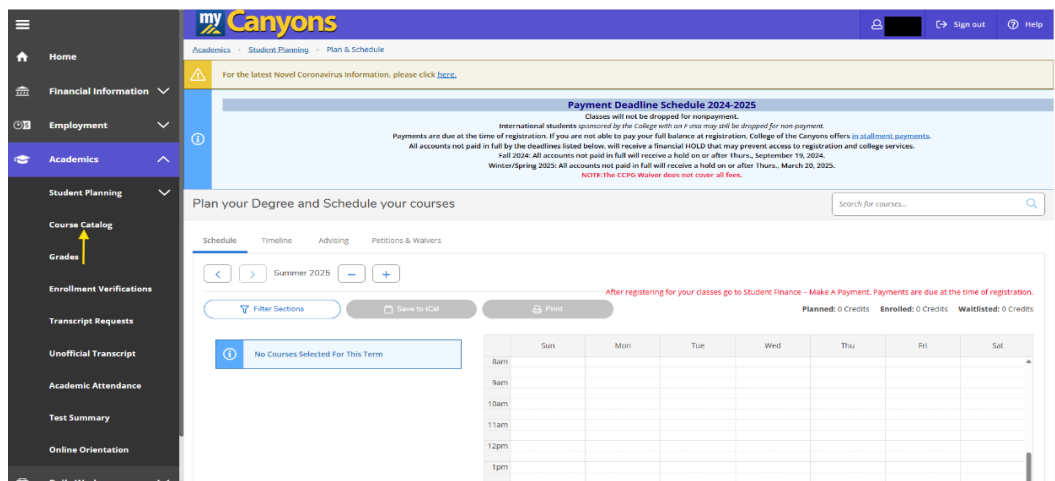 my Canyons
Sign out
Help
Home
Financial Information
Employment
Academics
Student Planning
Course Catalog
Grades
Enrollment Verifications
Transcript Requests
Unofficial Transcript
Academic Attendance
Test Summary
Online Orientation
Academics · Student Planning · Plan & Schedule
For the latest Novel Coronavirus Information, please click here.
Payment Deadline Schedule 2024-2025
Classes will not be dropped for nonpayment.
International students sponsored by the College with an F visa may still be dropped for non-payment.
Payments are due at the time of registration. If you are not able to pay your full balance at registration. College of the Canyons offers in stallment payments.
All accounts not paid in full by the deadlines listed below, will receive a financial HOLD that may prevent access to registration and college services.
Fall 2024: All accounts not paid in full will receive a hold on or after Thurs., September 19, 2024.
Winter/Spring 2025: All accounts not paid in full will receive a hold on or after Thurs., March 20, 2025.
NOTE:The CCPG Waiver does not cover all fees.
Plan your Degree and Schedule your courses
Search for courses...
Schedule Timeline Advising Petitions & Waivers
< > Summer 2025 − +
After registering for your classes go to Student Finance – Make A Payment. Payments are due at the time of registration.
Filter Sections Save to iCal Print
Planned: 0 Credits Enrolled: 0 Credits Waitlisted: 0 Credits
No Courses Selected For This Term
Sun Mon Tue Wed Thu Fri Sat
8am
9am
10am
11am
12pm
1pm